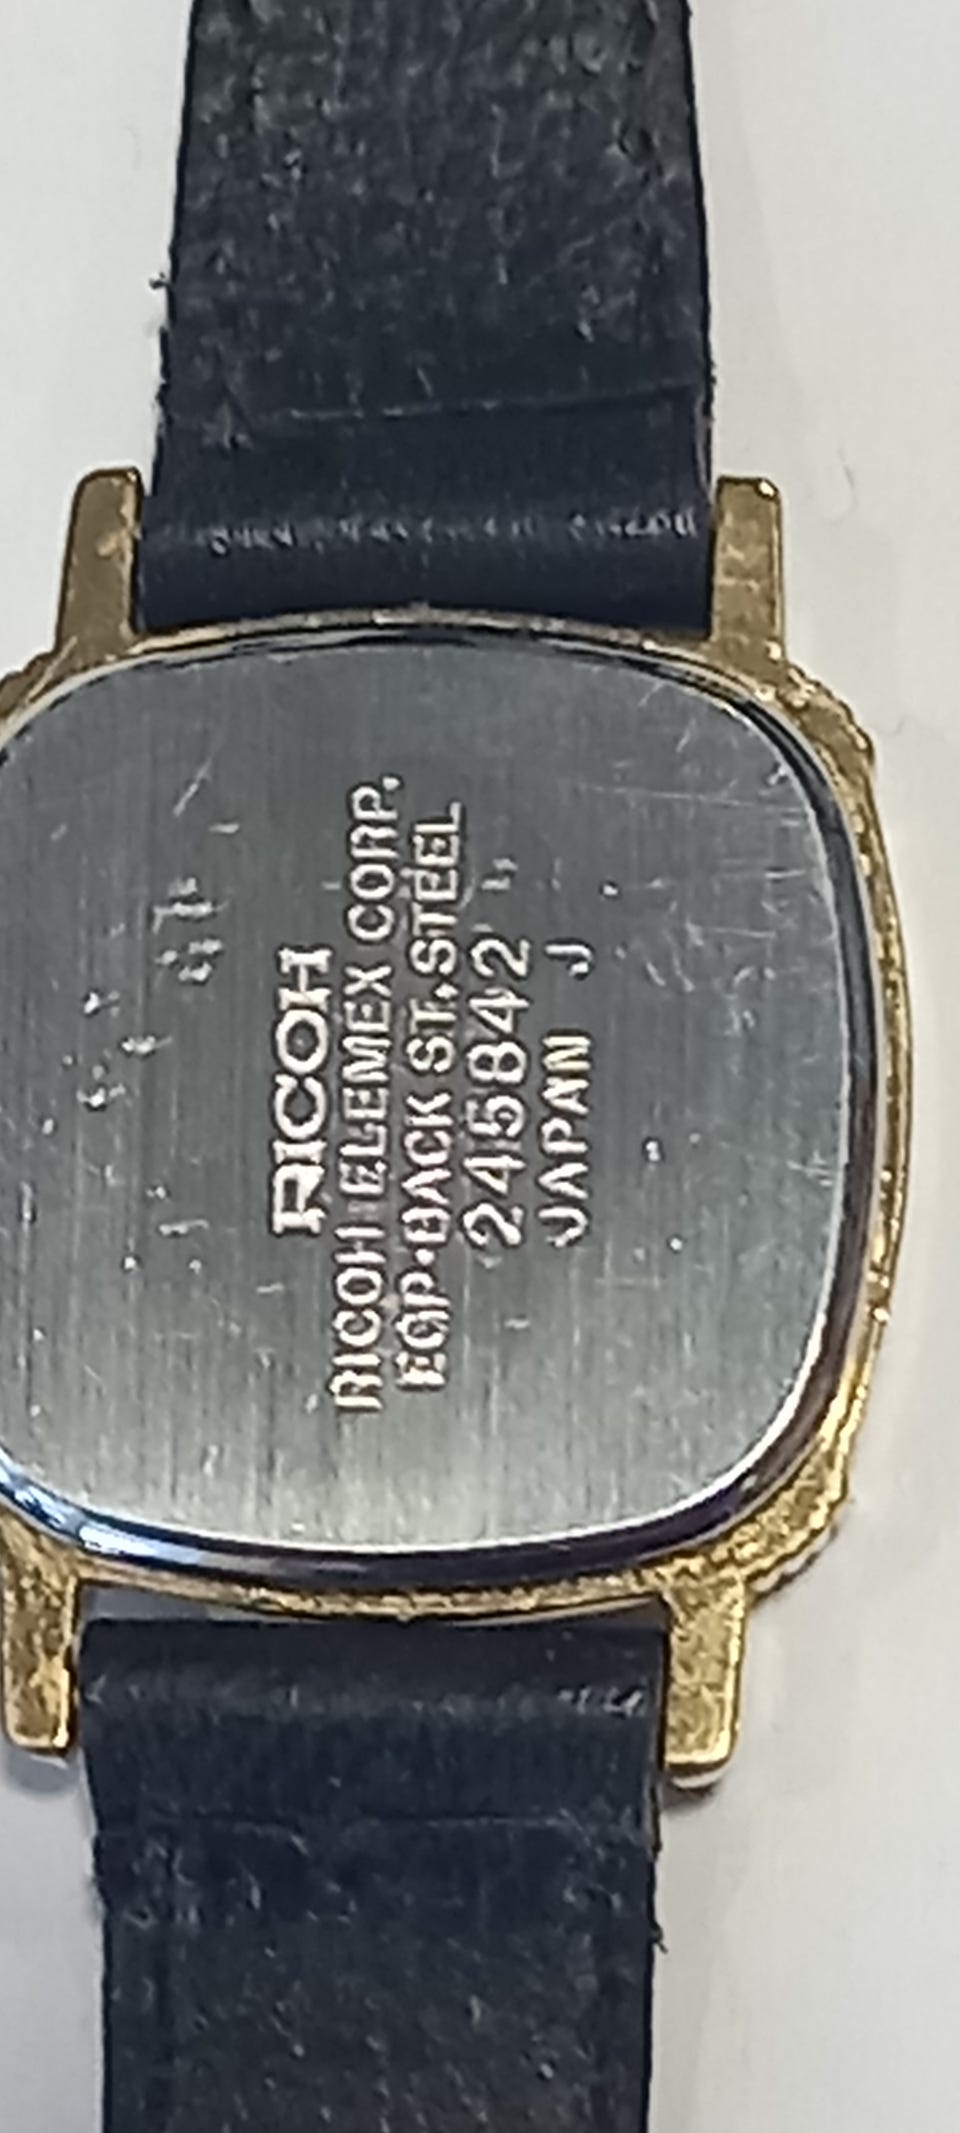 RICOH
RICOH ELEMEX CORP.
EGP·BACK ST.STEEL
245842
JAPAN J